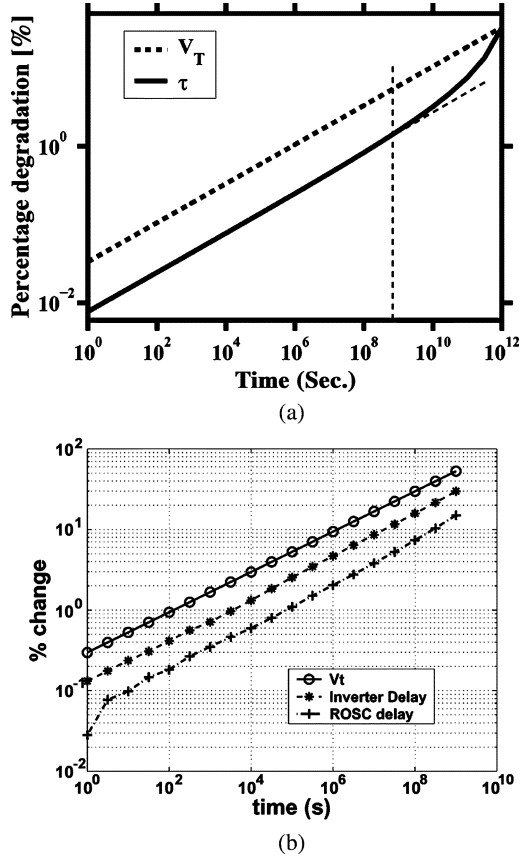 Percentage degradation [%]
V_T
τ
10^0
10^-2
10^0 10^2 10^4 10^6 10^8 10^10 10^12
Time (Sec.)
(a)
% change
10^2
10^1
10^0
10^-1
10^-2
Vt
Inverter Delay
ROSC delay
10^0 10^2 10^4 10^6 10^8 10^10
time (s)
(b)